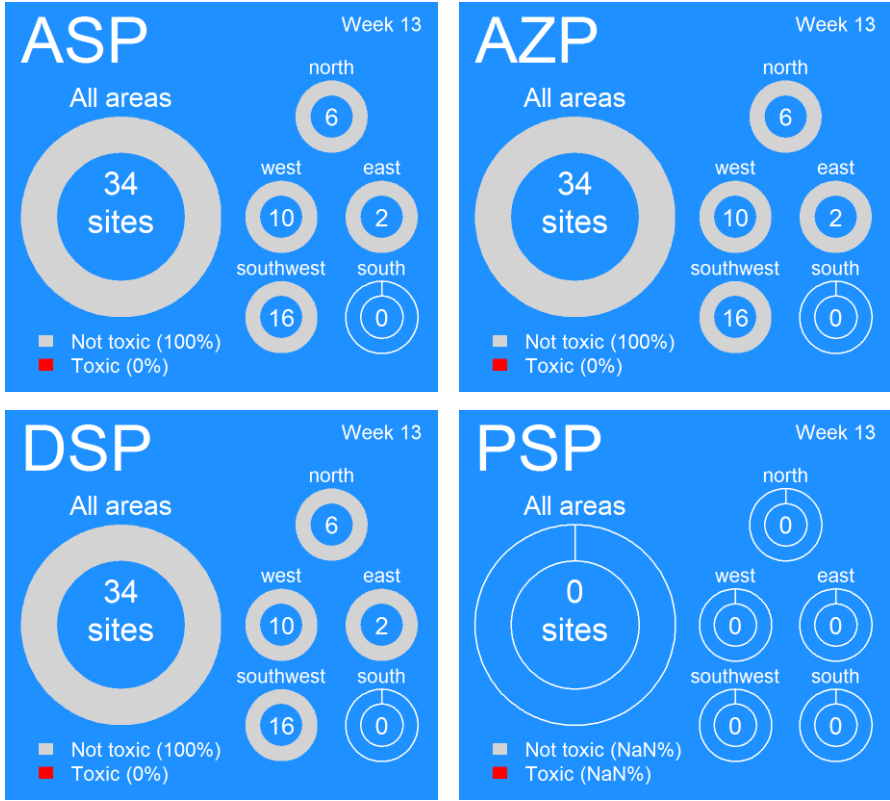 ASP
Week 13
north
All areas
6
34
sites
west
east
10
2
southwest
south
16
0
Not toxic (100%)
Toxic (0%)
AZP
Week 13
north
All areas
6
34
sites
west
east
10
2
southwest
south
16
0
Not toxic (100%)
Toxic (0%)
DSP
Week 13
north
All areas
6
34
sites
west
east
10
2
southwest
south
16
0
Not toxic (100%)
Toxic (0%)
PSP
Week 13
north
All areas
0
0
sites
west
east
0
0
southwest
south
0
0
Not toxic (NaN%)
Toxic (NaN%)